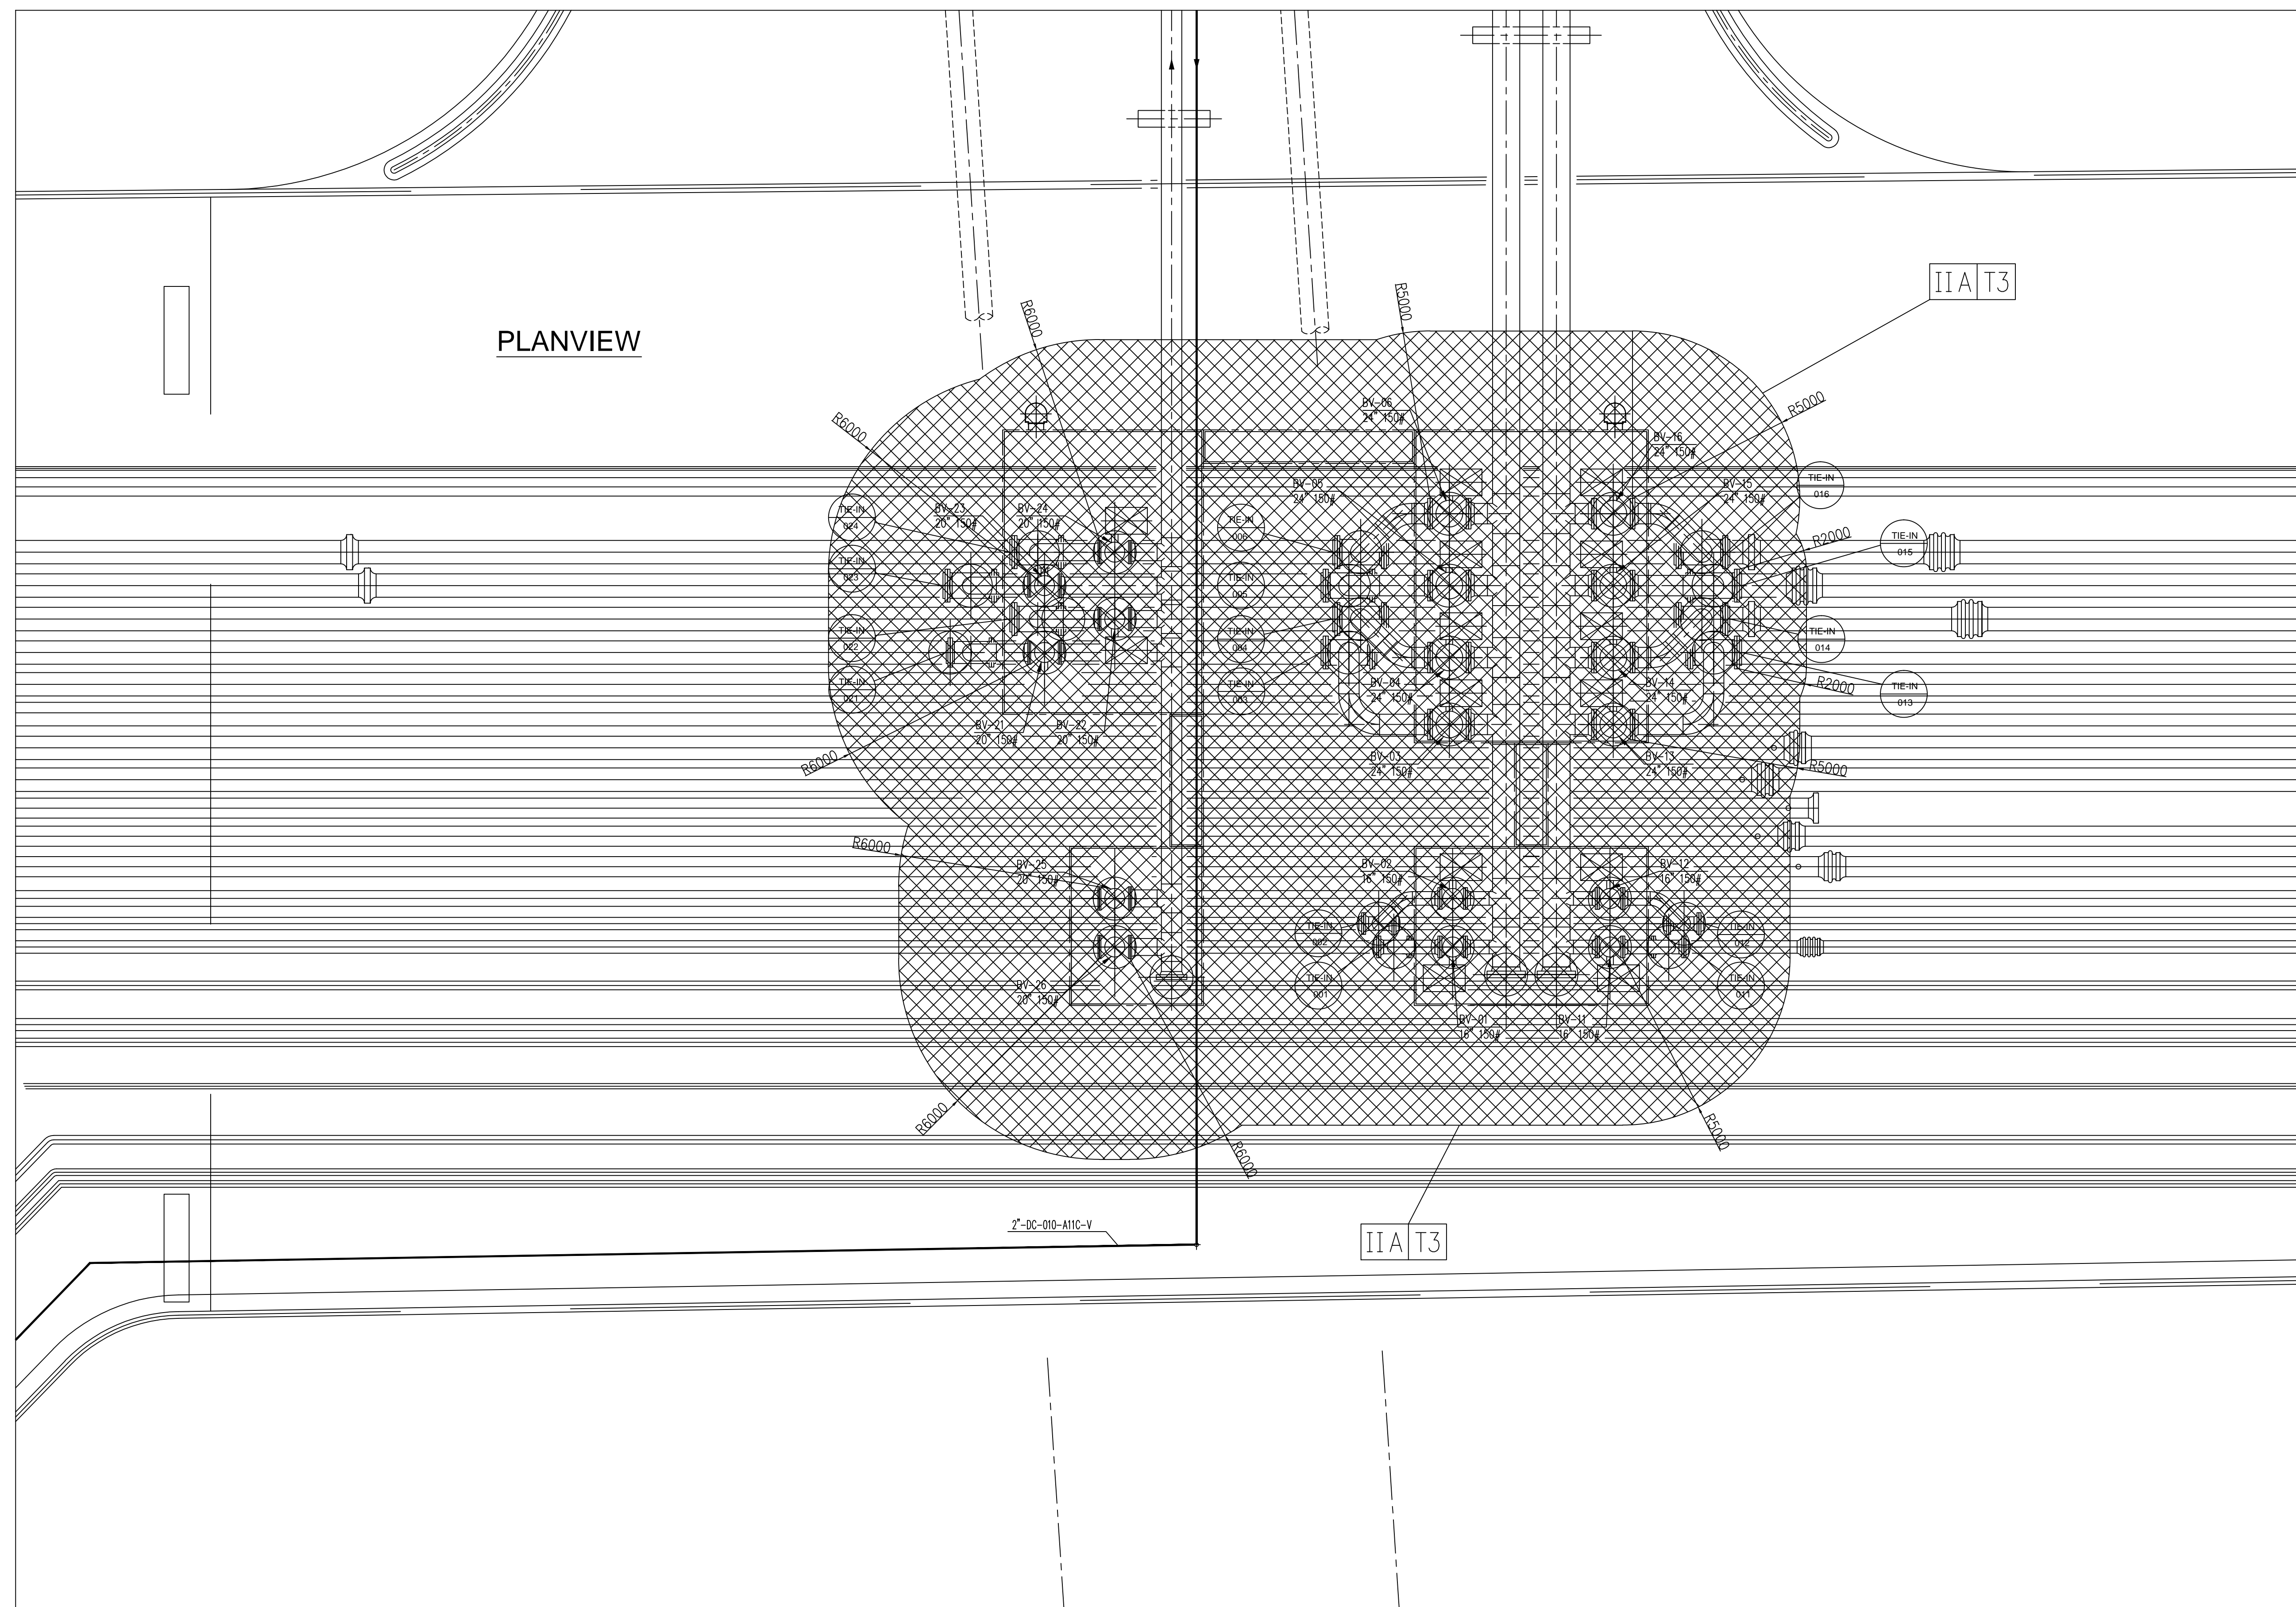 PLANVIEW
R6000
R5000
IIA T3
R6000
BV-06
24" 150#
R5000
BV-16
24" 150#
BV-05
24" 150#
BV-15
24" 150#
TIE-IN
016
TIE-IN
024
BV-23
20" 150#
BV-24
20" 150#
TIE-IN
006
R2000
TIE-IN
015
TIE-IN
023
TIE-IN
005
TIE-IN
022
TIE-IN
004
TIE-IN
014
TIE-IN
021
TIE-IN
003
BV-04
24" 150#
BV-14
24" 150#
R2000
TIE-IN
013
BV-21
20" 150#
BV-22
20" 150#
R6000
BV-03
24" 150#
BV-13
24" 150#
R5000
R6000
BV-25
20" 150#
BV-02
16" 150#
BV-12
16" 150#
TIE-IN
002
TIE-IN
012
BV-26
20" 150#
TIE-IN
001
TIE-IN
011
BV-01
16" 150#
BV-11
16" 150#
R6000
R6000
R5000
2"-DC-010-A11C-V
IIA T3